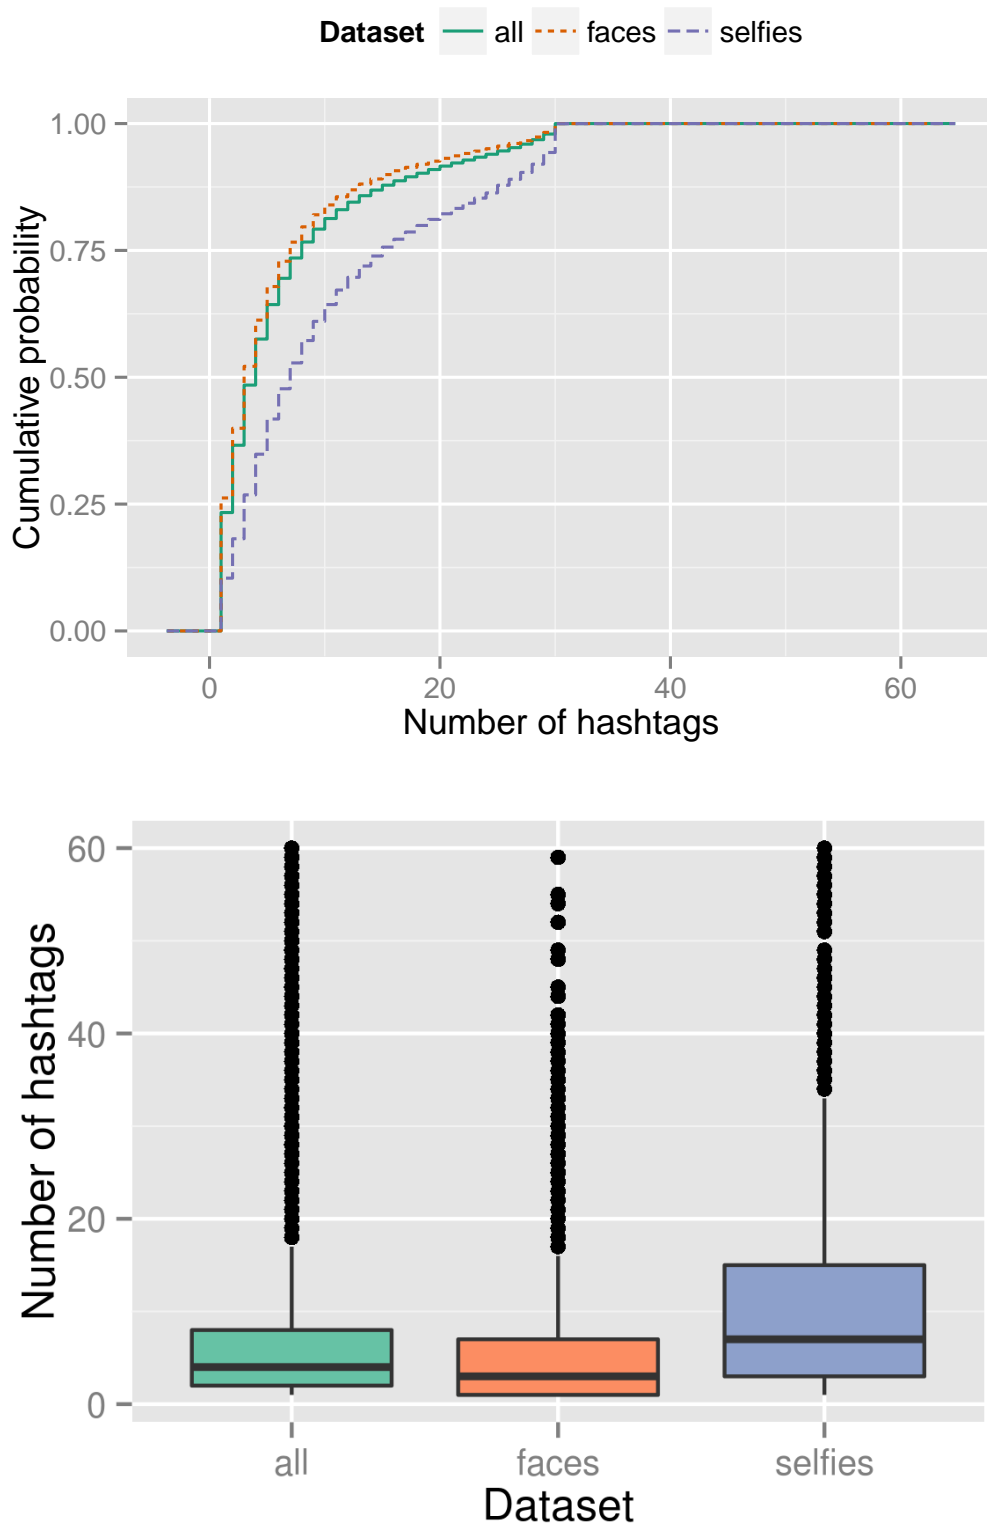 Dataset all faces selfies
1.00
0.75
0.50
0.25
0.00
Cumulative probability
0 20 40 60
Number of hashtags
60
40
20
0
Number of hashtags
all faces selfies
Dataset